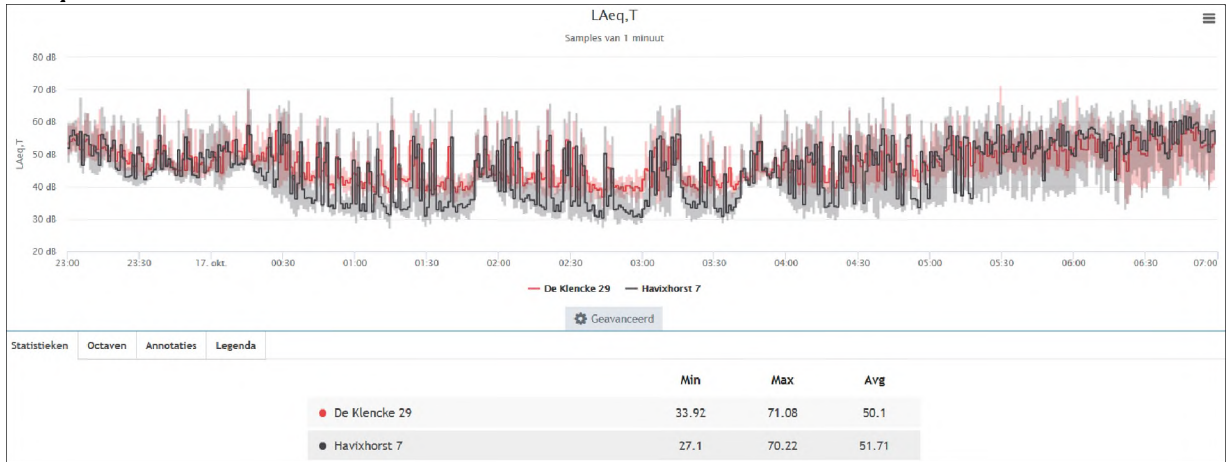 LAeq,T
Samples van 1 minuut
80 dB
70 dB
60 dB
50 dB
40 dB
30 dB
20 dB
LAeq,T
23:00 23:30 17. okt. 00:30 01:00 01:30 02:00 02:30 03:00 03:30 04:00 04:30 05:00 05:30 06:00 06:30 07:00
De Klencke 29 Havixhorst 7
Geavanceerd
Statistieken Octaven Annotaties Legenda
Min Max Avg
De Klencke 29 33.92 71.08 50.1
Havixhorst 7 27.1 70.22 51.71